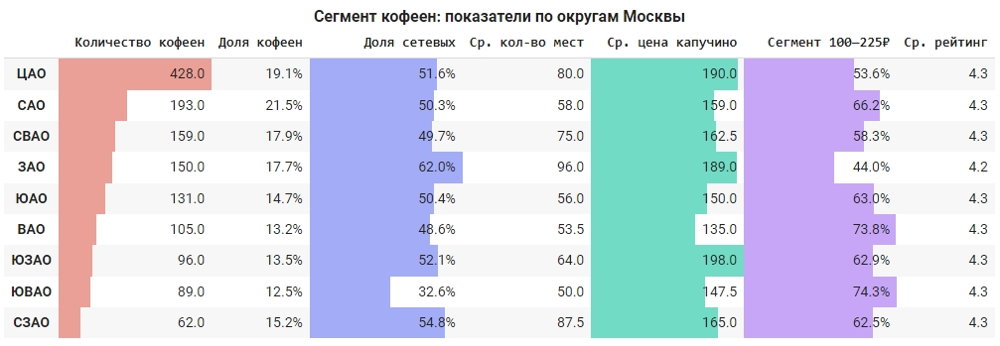 Сегмент кофеен: показатели по округам Москвы
Количество кофеен Доля кофеен Доля сетевых Ср. кол-во мест Ср. цена капучино Сегмент 100–225₽ Ср. рейтинг
ЦАО 428.0 19.1% 51.6% 80.0 190.0 53.6% 4.3
САО 193.0 21.5% 50.3% 58.0 159.0 66.2% 4.3
СВАО 159.0 17.9% 49.7% 75.0 162.5 58.3% 4.3
ЗАО 150.0 17.7% 62.0% 96.0 189.0 44.0% 4.2
ЮАО 131.0 14.7% 50.4% 56.0 150.0 63.0% 4.3
ВАО 105.0 13.2% 48.6% 53.5 135.0 73.8% 4.3
ЮЗАО 96.0 13.5% 52.1% 64.0 198.0 62.9% 4.3
ЮВАО 89.0 12.5% 32.6% 50.0 147.5 74.3% 4.3
СЗАО 62.0 15.2% 54.8% 87.5 165.0 62.5% 4.3